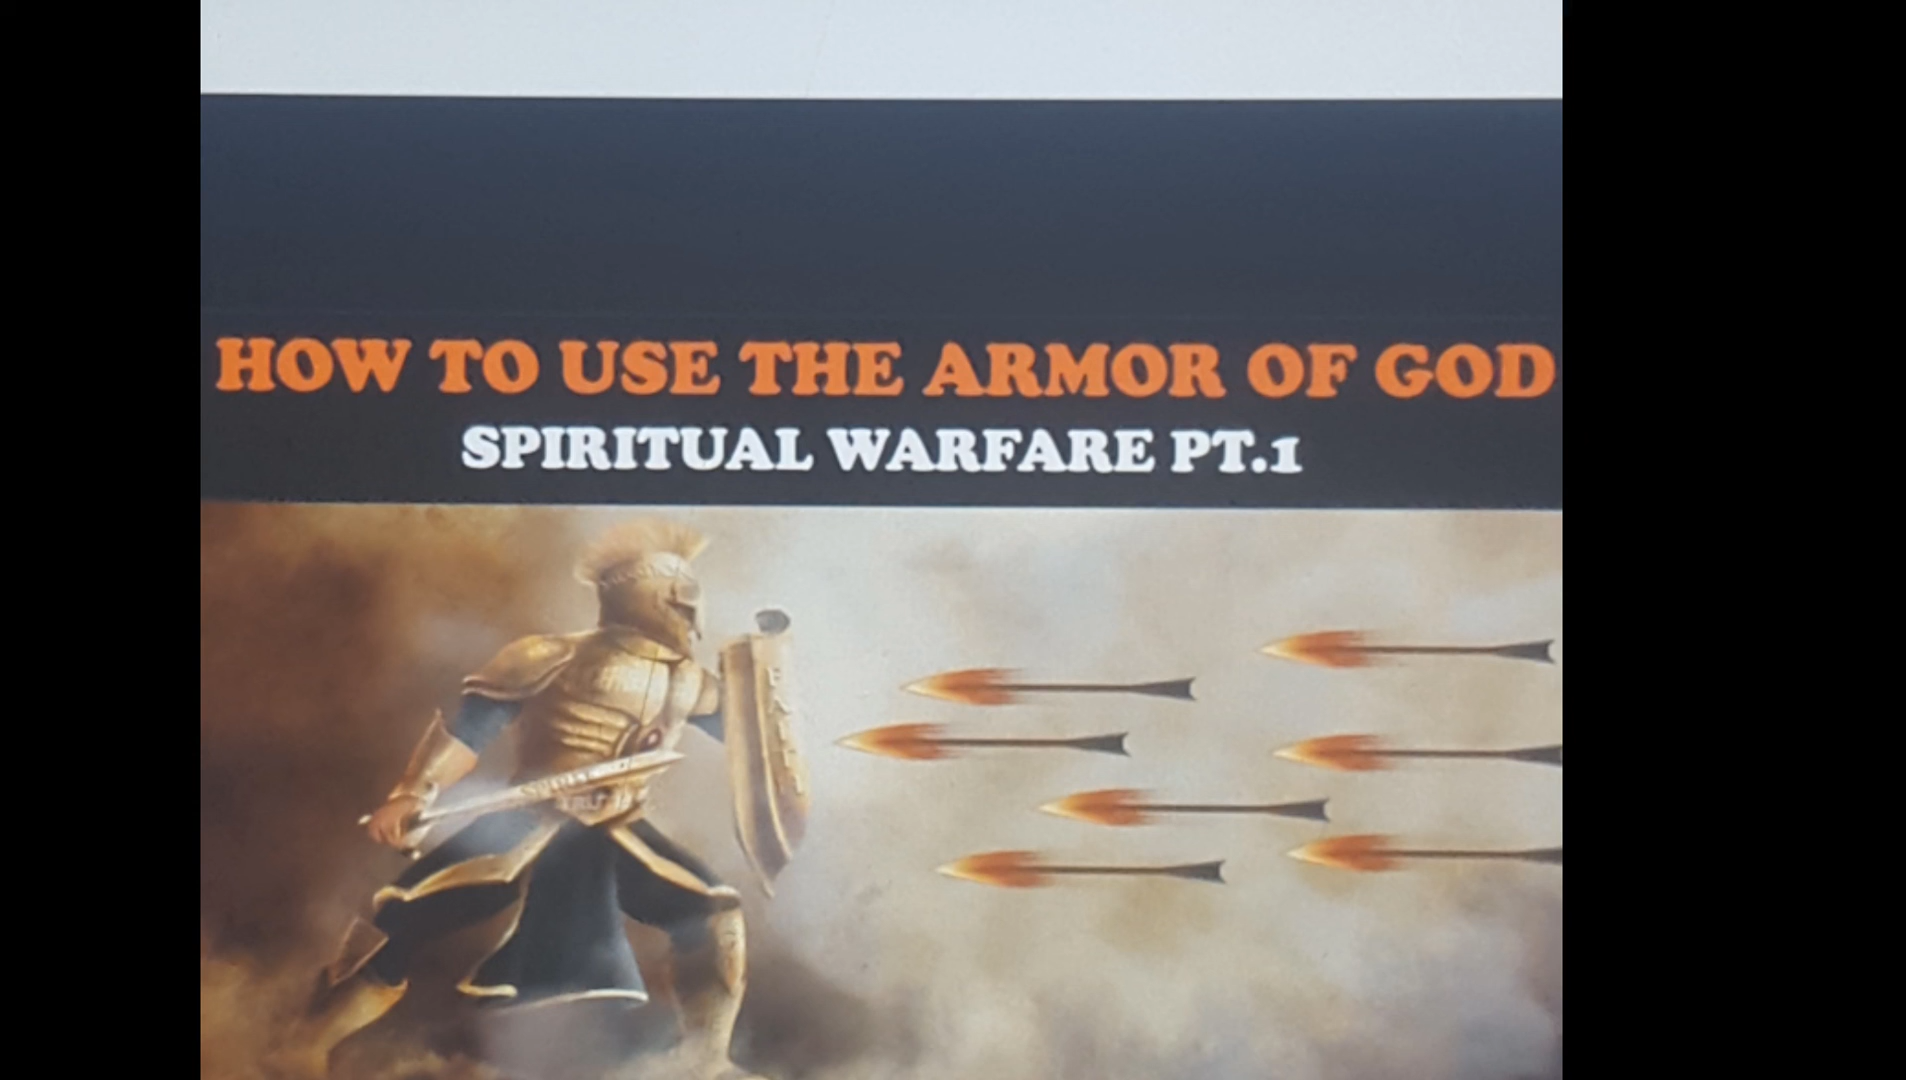 HOW TO USE THE ARMOR OF GOD
SPIRITUAL WARFARE PT.1